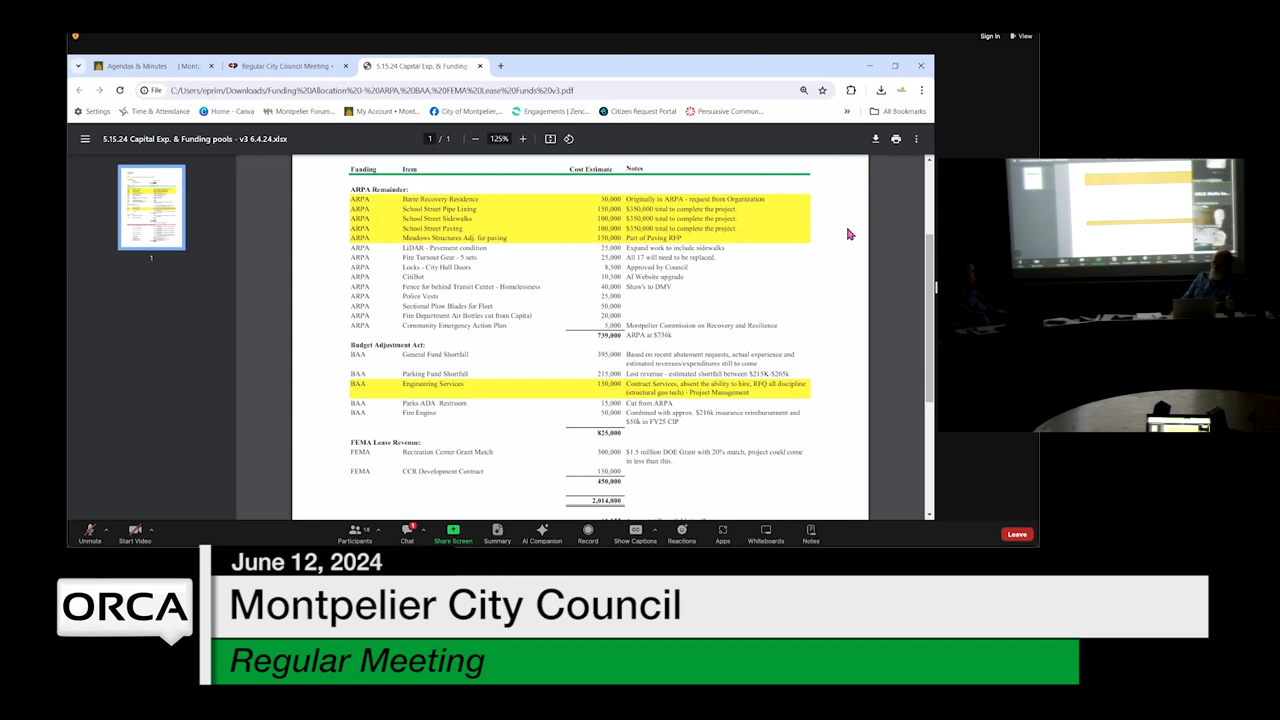 Sign in View
Agendas & Minutes | Mont
Regular City Council Meeting -
5.15.24 Capital Exp. & Funding
File C:/Users/eprim/Downloads/Funding%20Allocation%20-%20ARPA,%20BAA,%20FEMA%20Lease%20Funds%20v3.pdf
Settings Time & Attendance Home - Canva Montpelier Forum... My Account • Mont... City of Montpelier,... Engagements | Zenc... Citizen Request Portal Persuasive Commun... All Bookmarks
5.15.24 Capital Exp. & Funding pools - v3 6.4.24.xlsx 1 / 1 125%
1
Funding Item Cost Estimate Notes
ARPA Remainder:
ARPA Barre Recovery Residence 30,000 Originally in ARPA - request from Organization
ARPA School Street Pipe Lining 150,000 $350,000 total to complete the project.
ARPA School Street Sidewalks 100,000 $350,000 total to complete the project.
ARPA School Street Paving 100,000 $350,000 total to complete the project.
ARPA Meadows Structures Adj. for paving 150,000 Part of Paving RFP
ARPA LiDAR - Pavement condition 25,000 Expand work to include sidewalks
ARPA Fire Turnout Gear - 5 sets 25,000 All 17 will need to be replaced.
ARPA Locks - City Hall Doors 8,500 Approved by Council
ARPA CitiBot 10,500 AI Website upgrade
ARPA Fence for behind Transit Center - Homelessness 40,000 Shaw's to DMV
ARPA Police Vests 25,000
ARPA Sectional Plow Blades for Fleet 50,000
ARPA Fire Department Air Bottles cut from Capital 20,000
ARPA Community Emergency Action Plan 5,000 Montpelier Commission on Recovery and Resilience
739,000 ARPA at $736k
Budget Adjustment Act:
BAA General Fund Shortfall 395,000 Based on recent abatement requests, actual experience and
estimated revenues/expenditures still to come
BAA Parking Fund Shortfall 215,000 Lost revenue - estimated shortfall between $215K-$265k
BAA Engineering Services 150,000 Contract Services, absent the ability to hire, RFQ all discipline
(structural geo tech) - Project Management
BAA Parks ADA Restroom 15,000 Cut from ARPA
BAA Fire Engine 50,000 Combined with approx. $216k insurance reimbursement and
$50k in FY25 CIP
825,000
FEMA Lease Revenue:
FEMA Recreation Center Grant Match 300,000 $1.5 million DOE Grant with 20% match, project could come
in less than this.
FEMA CCR Development Contract 150,000
450,000
2,014,000
18 1
Unmute Start Video Participants Chat Share Screen Summary AI Companion Record Show Captions Reactions Apps Whiteboards Notes Leave
June 12, 2024
ORCA
Montpelier City Council
Regular Meeting